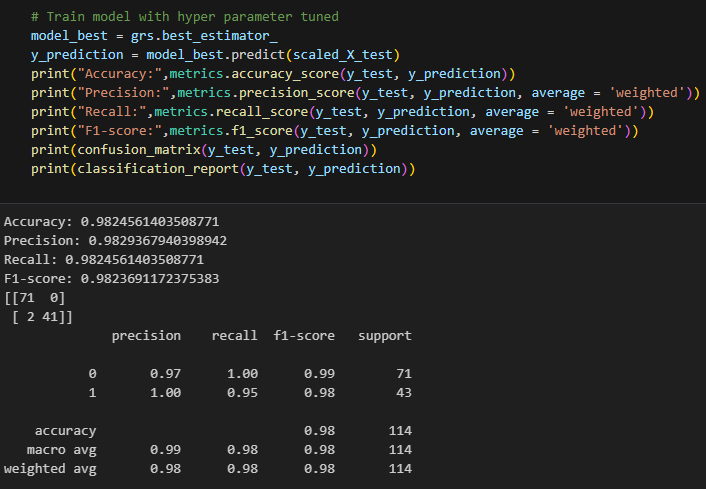 # Train model with hyper parameter tuned
model_best = grs.best_estimator_
y_prediction = model_best.predict(scaled_X_test)
print("Accuracy:",metrics.accuracy_score(y_test, y_prediction))
print("Precision:",metrics.precision_score(y_test, y_prediction, average = 'weighted'))
print("Recall:",metrics.recall_score(y_test, y_prediction, average = 'weighted'))
print("F1-score:",metrics.f1_score(y_test, y_prediction, average = 'weighted'))
print(confusion_matrix(y_test, y_prediction))
print(classification_report(y_test, y_prediction))
Accuracy: 0.9824561403508771
Precision: 0.9829367940398942
Recall: 0.9824561403508771
F1-score: 0.9823691172375383
[[71  0]
 [ 2 41]]
              precision    recall  f1-score   support
           0       0.97      1.00      0.99        71
           1       1.00      0.95      0.98        43
    accuracy                           0.98       114
   macro avg       0.99      0.98      0.98       114
weighted avg       0.98      0.98      0.98       114